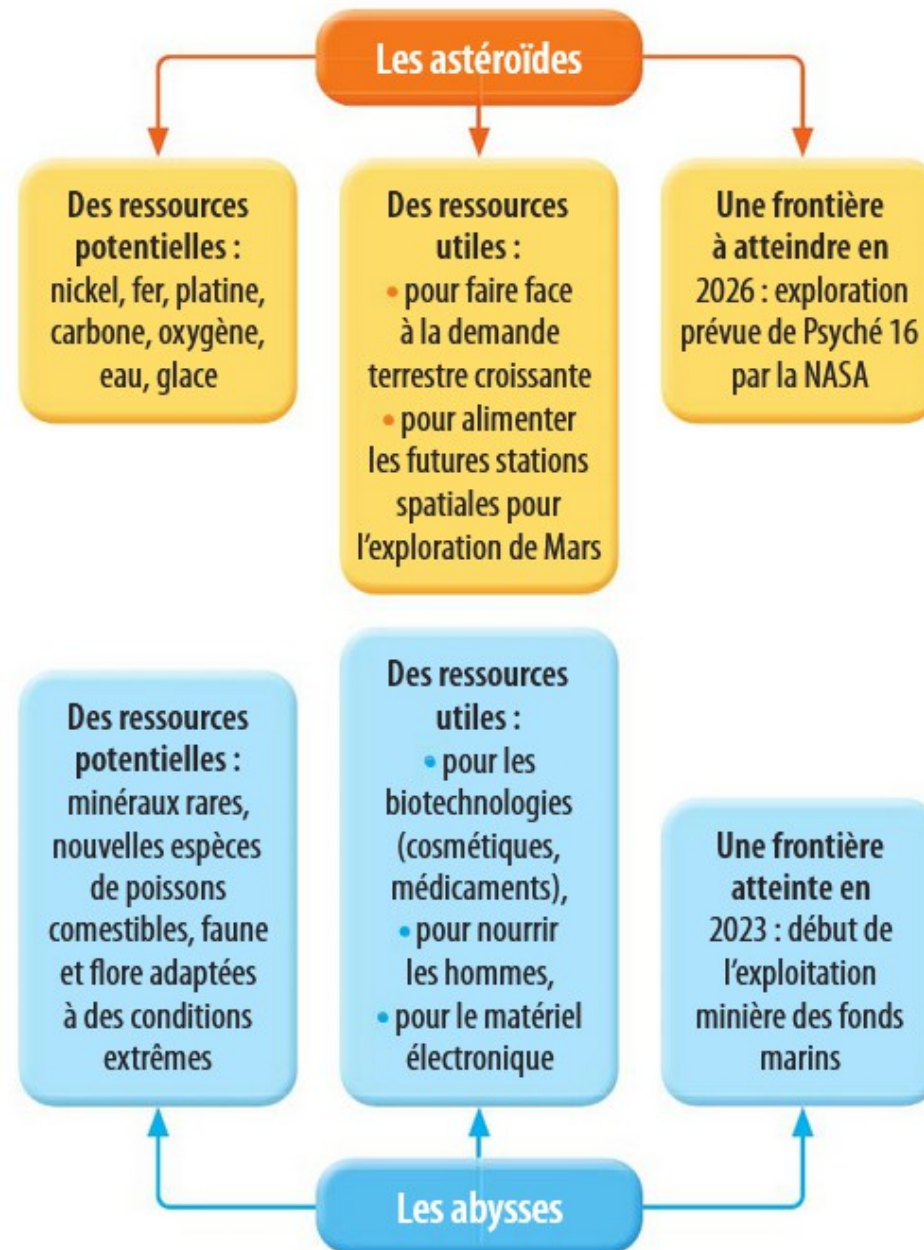 Les astéroïdes
Des ressources
potentielles :
nickel, fer, platine,
carbone, oxygène,
eau, glace
Des ressources
utiles :
• pour faire face
à la demande
terrestre croissante
• pour alimenter
les futures stations
spatiales pour
l'exploration de Mars
Une frontière
à atteindre en
2026 : exploration
prévue de Psyché 16
par la NASA
Des ressources
potentielles :
minéraux rares,
nouvelles espèces
de poissons
comestibles, faune
et flore adaptées
à des conditions
extrêmes
Des ressources
utiles :
• pour les
biotechnologies
(cosmétiques,
médicaments),
• pour nourrir
les hommes,
• pour le matériel
électronique
Une frontière
atteinte en
2023 : début de
l'exploitation
minière des fonds
marins
Les abysses